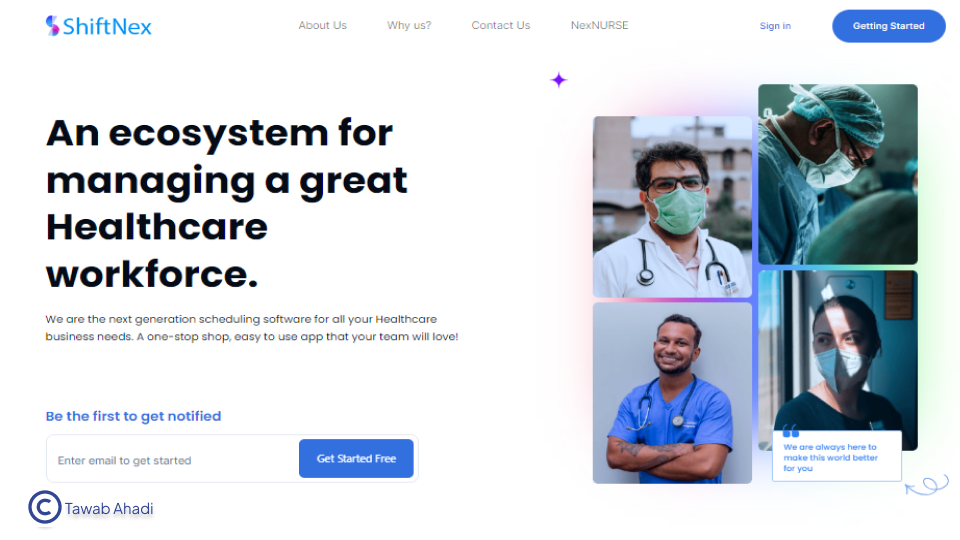 ShiftNex
About Us
Why us?
Contact Us
NexNURSE
Sign in
Getting Started
An ecosystem for
managing a great
Healthcare
workforce.
We are the next generation scheduling software for all your Healthcare
business needs. A one-stop shop, easy to use app that your team will love!
Be the first to get notified
Enter email to get started
Get Started Free
We are always here to
make this world better
for you
© Tawab Ahadi